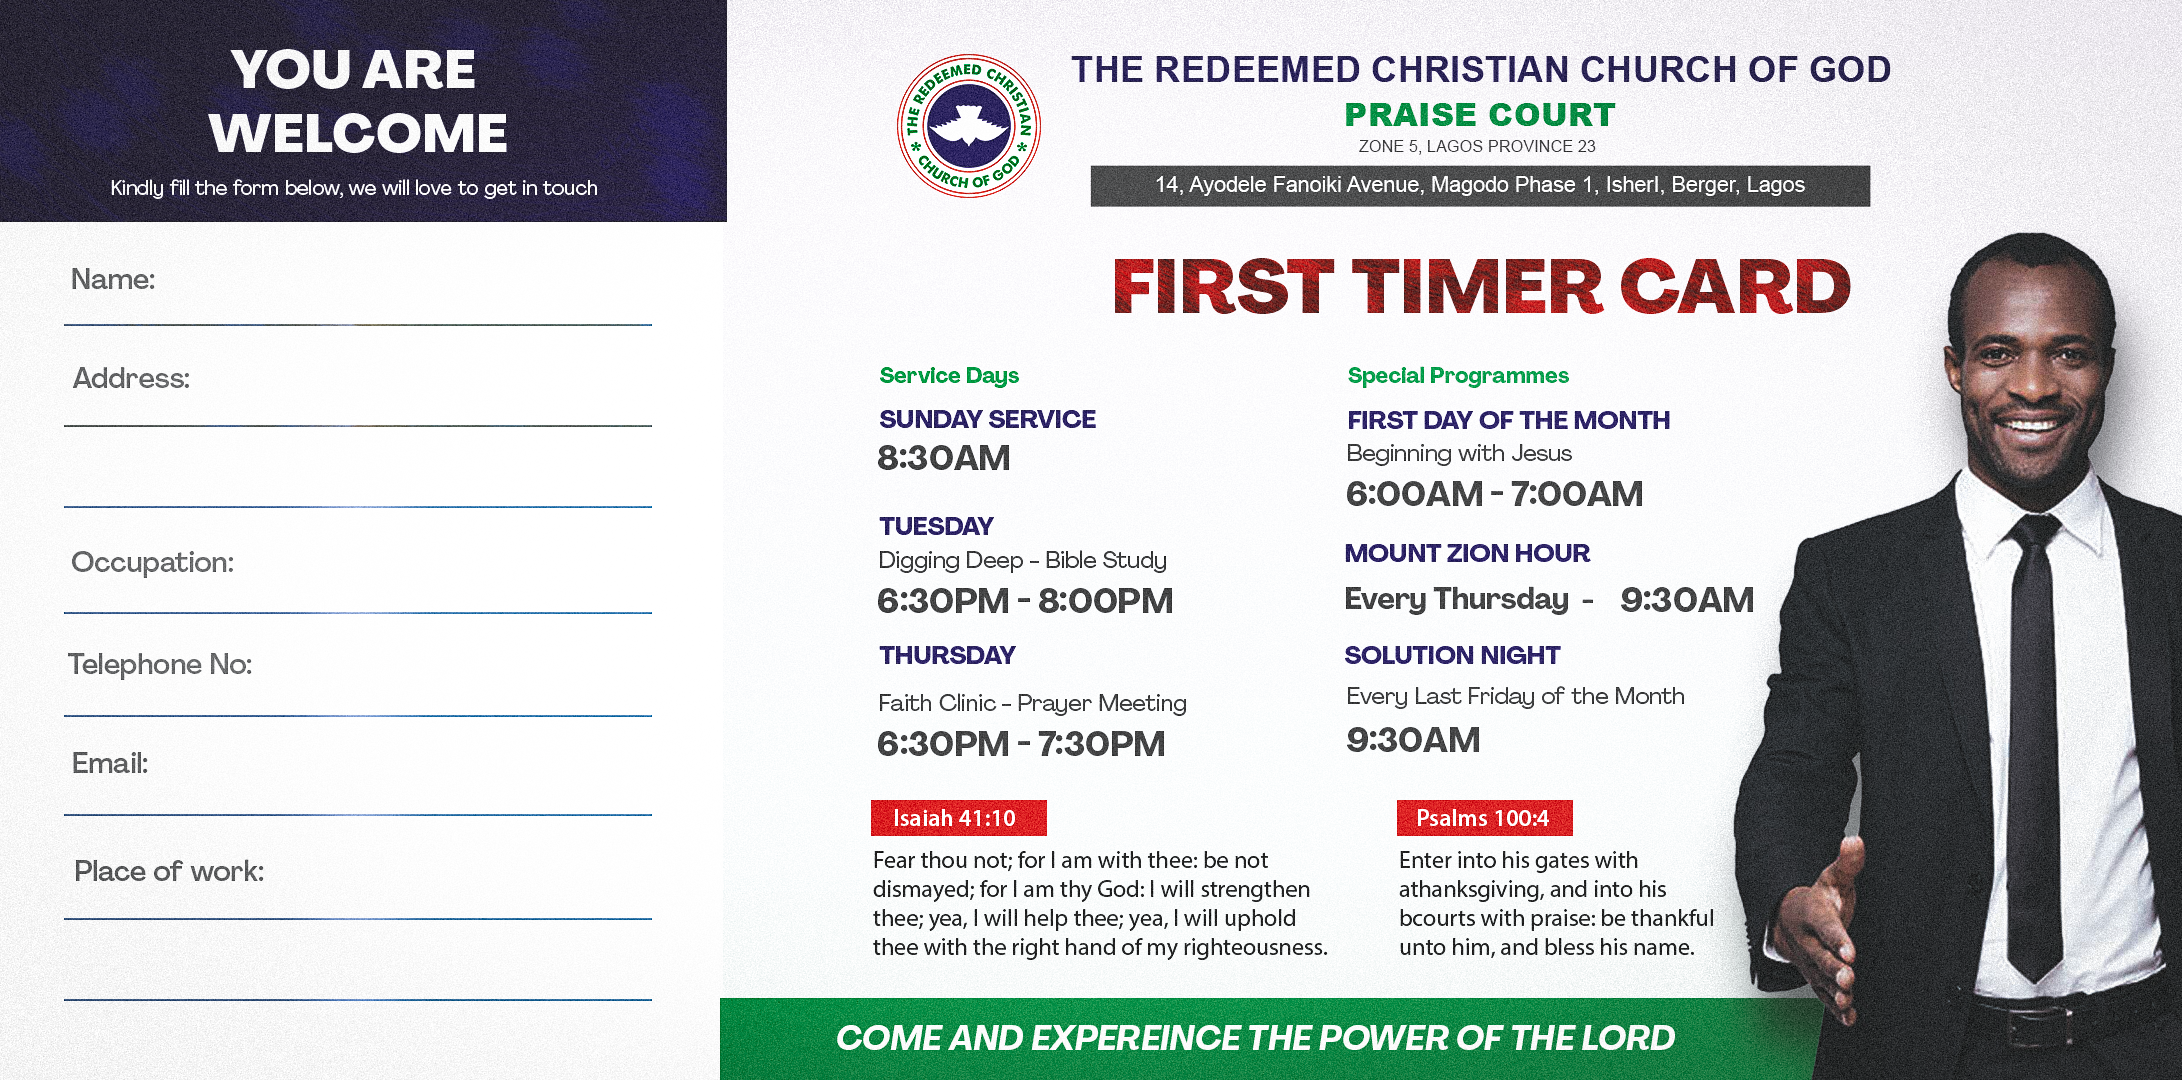 YOU ARE
WELCOME
Kindly fill the form below, we will love to get in touch
Name:
Address:
Occupation:
Telephone No:
Email:
Place of work:
THE REDEEMED CHRISTIAN
CHURCH OF GOD
THE REDEEMED CHRISTIAN CHURCH OF GOD
PRAISE COURT
ZONE 5, LAGOS PROVINCE 23
14, Ayodele Fanoiki Avenue, Magodo Phase 1, Isherl, Berger, Lagos
FIRST TIMER CARD
Service Days
SUNDAY SERVICE
8:30AM
TUESDAY
Digging Deep - Bible Study
6:30PM - 8:00PM
THURSDAY
Faith Clinic - Prayer Meeting
6:30PM - 7:30PM
Special Programmes
FIRST DAY OF THE MONTH
Beginning with Jesus
6:00AM - 7:00AM
MOUNT ZION HOUR
Every Thursday - 9:30AM
SOLUTION NIGHT
Every Last Friday of the Month
9:30AM
Isaiah 41:10
Fear thou not; for I am with thee: be not
dismayed; for I am thy God: I will strengthen
thee; yea, I will help thee; yea, I will uphold
thee with the right hand of my righteousness.
Psalms 100:4
Enter into his gates with
athanksgiving, and into his
bcourts with praise: be thankful
unto him, and bless his name.
COME AND EXPEREINCE THE POWER OF THE LORD